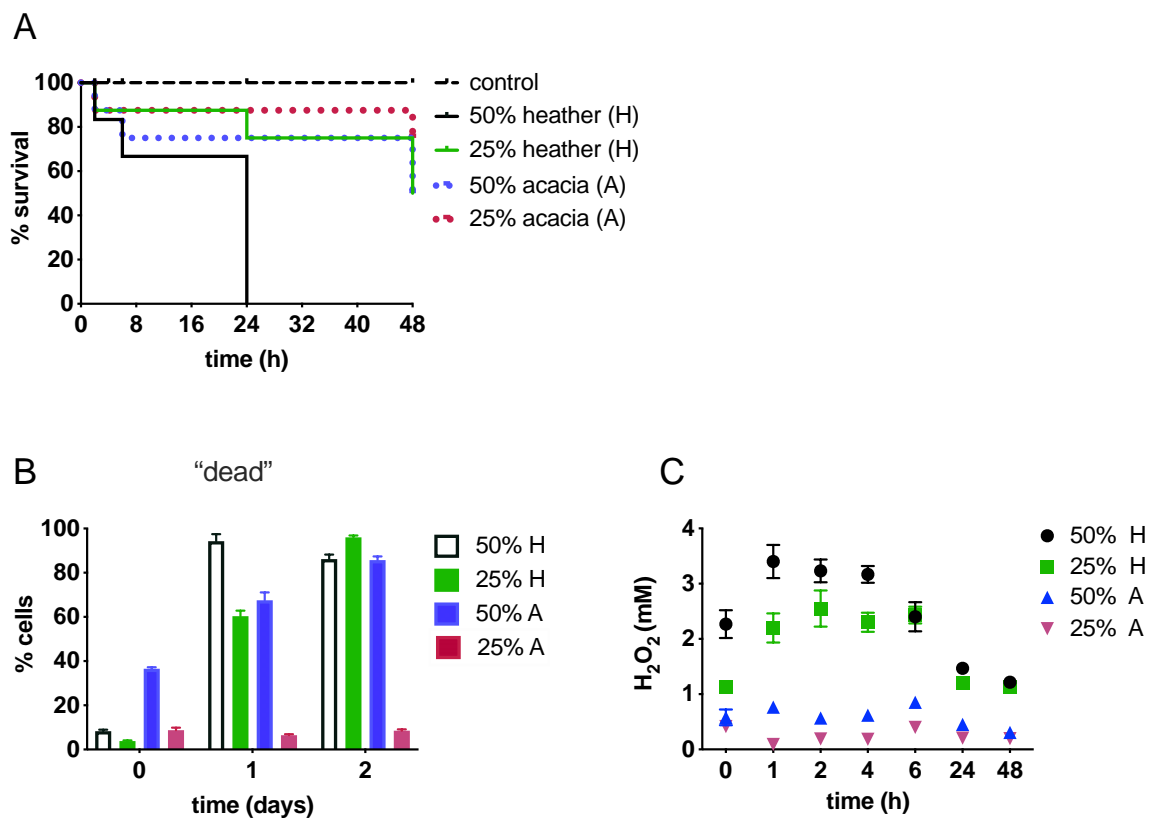 A
% survival
100
80
60
40
20
0
0 8 16 24 32 40 48
time (h)
control
50% heather (H)
25% heather (H)
50% acacia (A)
25% acacia (A)
B
“dead”
% cells
100
80
60
40
20
0
0 1 2
time (days)
50% H
25% H
50% A
25% A
C
H₂O₂ (mM)
4
3
2
1
0
0 1 2 4 6 24 48
time (h)
50% H
25% H
50% A
25% A